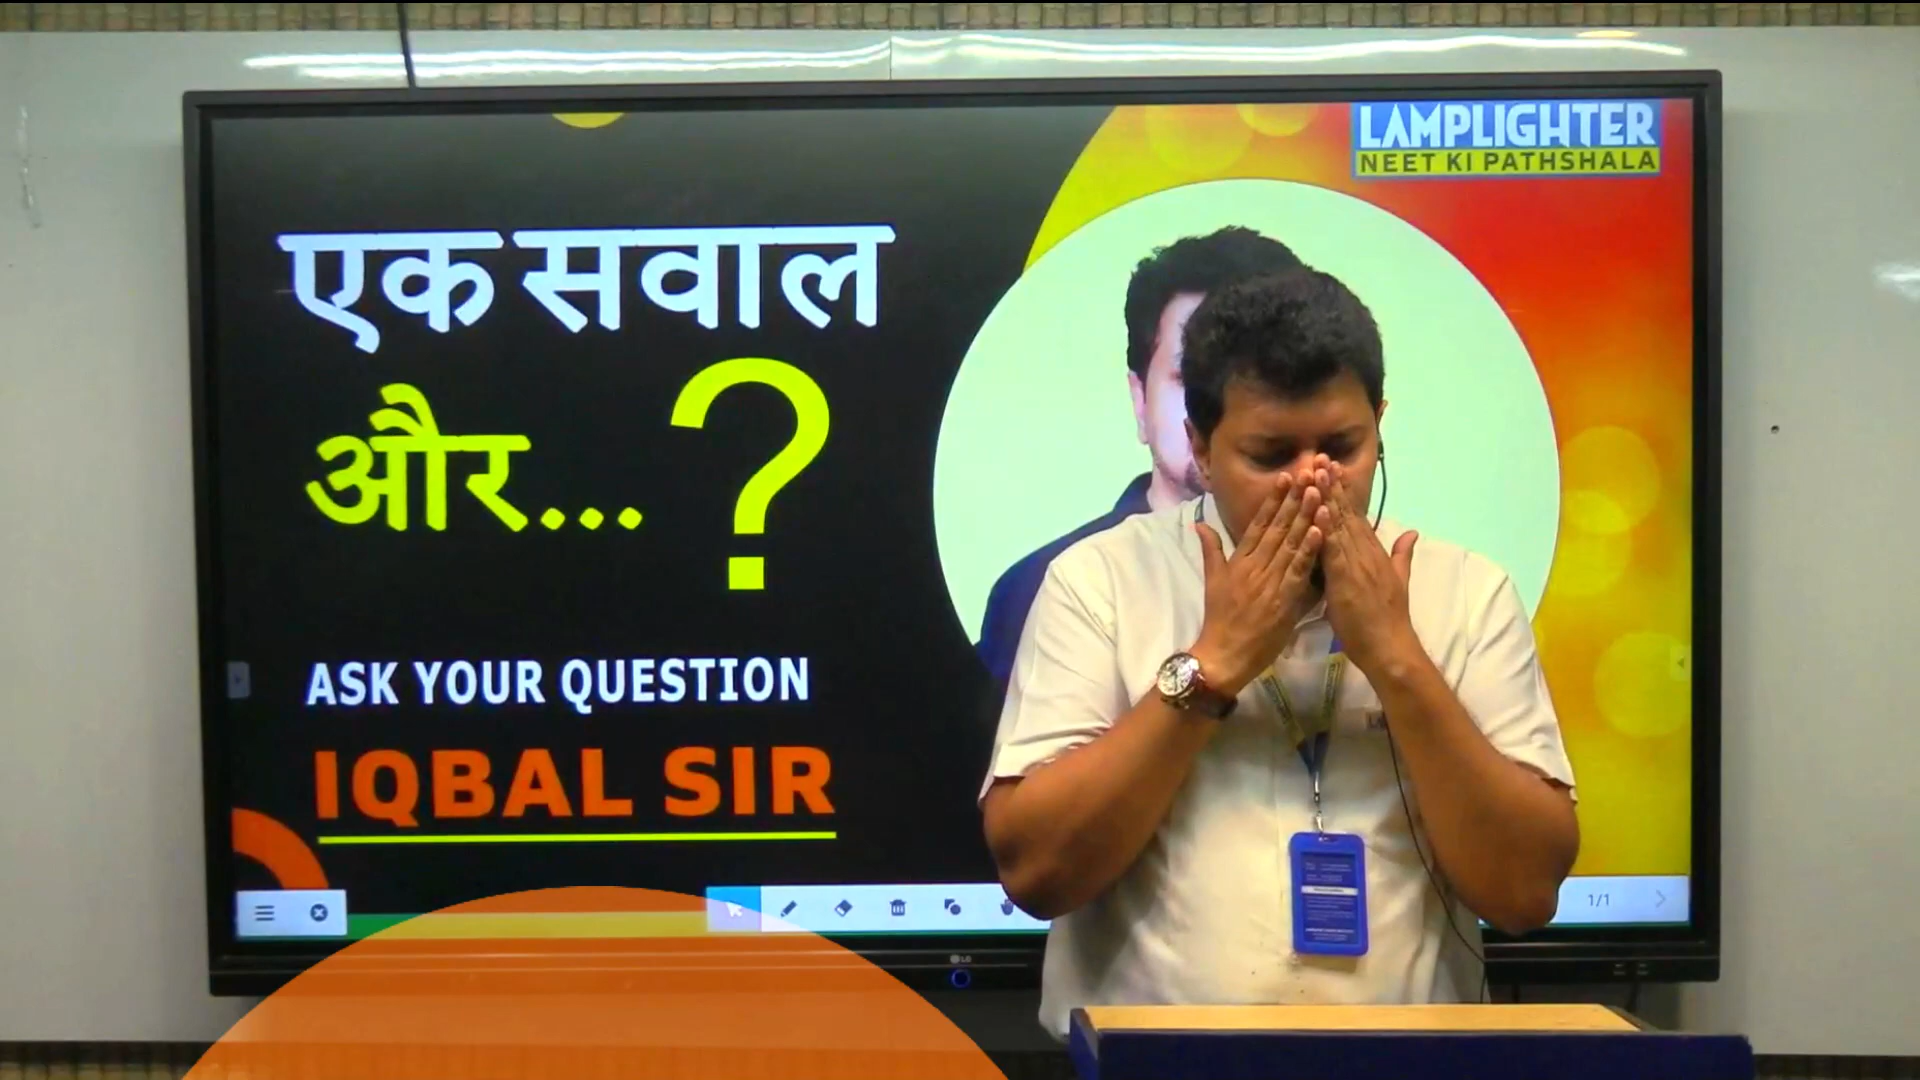 LAMPLIGHTER
NEET KI PATHSHALA
एक सवाल
और... ?
ASK YOUR QUESTION
IQBAL SIR
1/1
LG